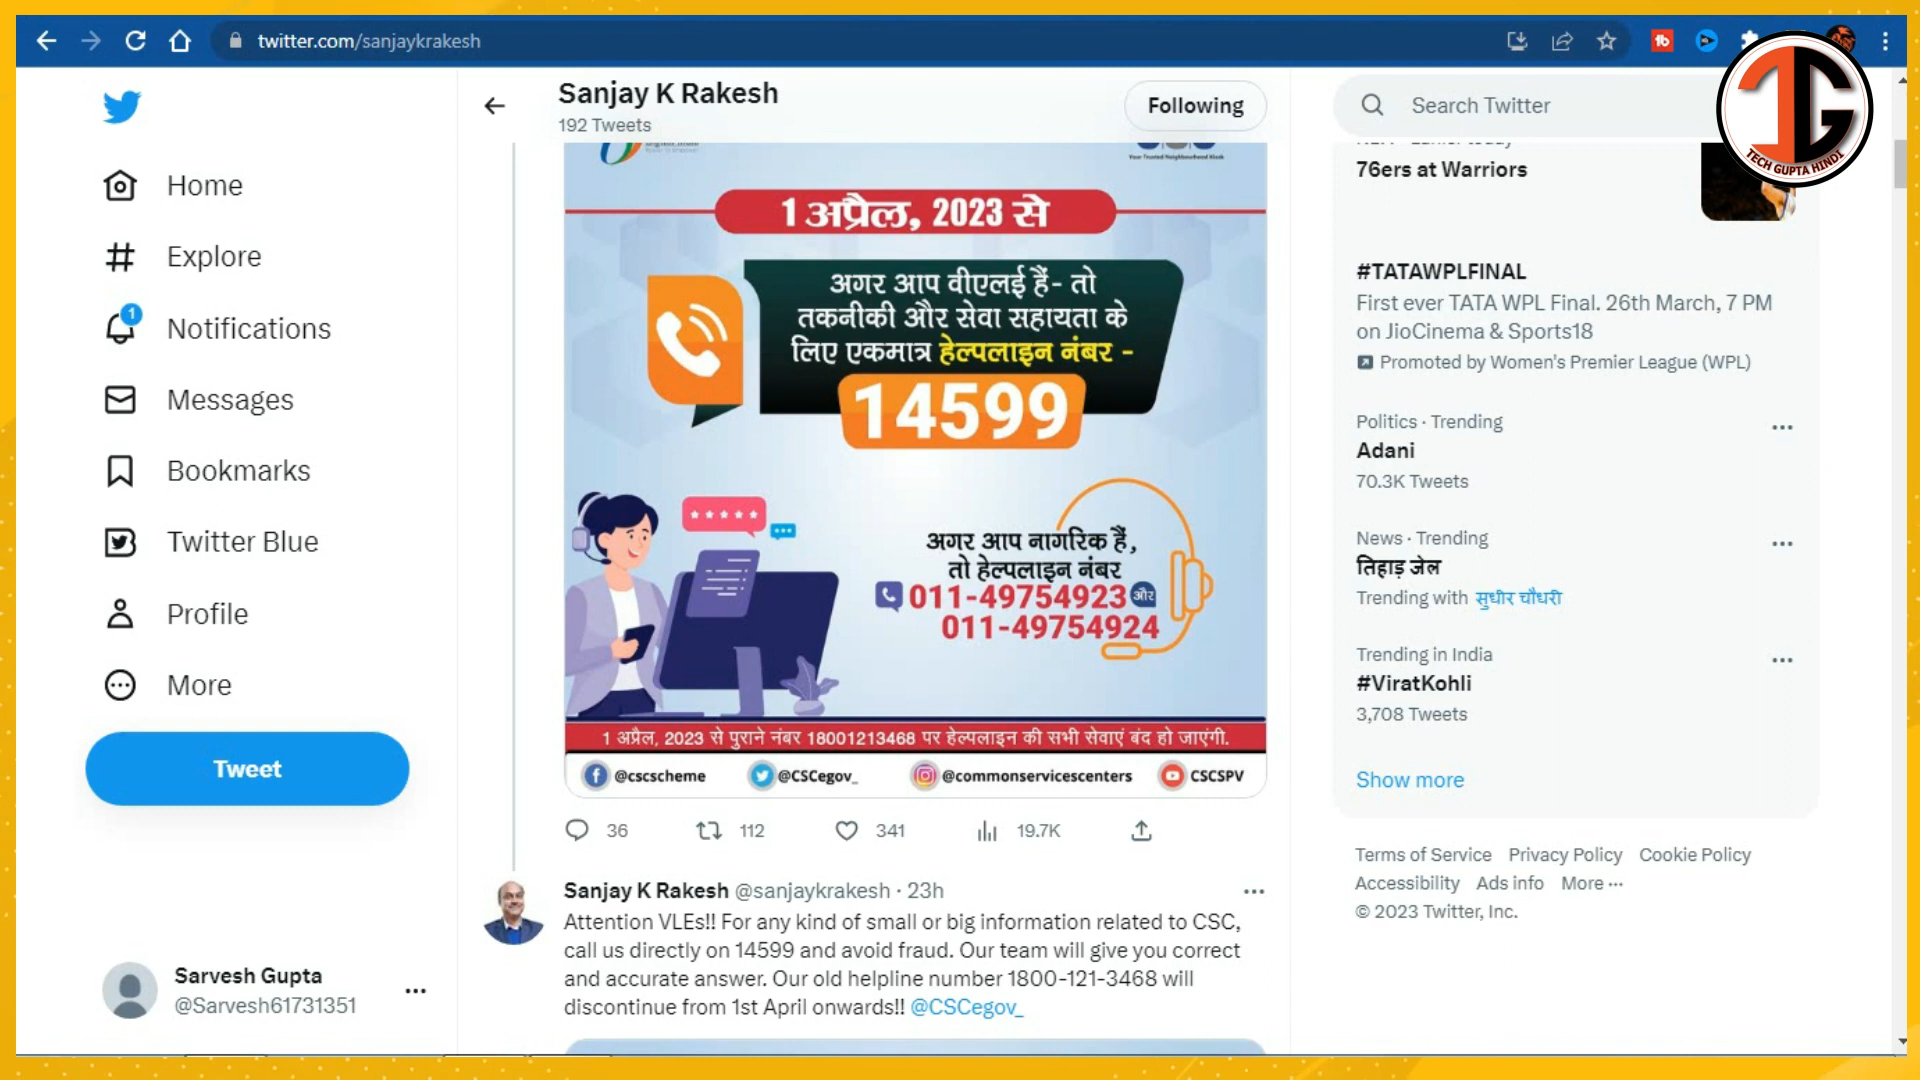 twitter.com/sanjaykrakesh
TECH GUPTA HINDI
Sanjay K Rakesh
192 Tweets
Following
Search Twitter
Home
Explore
1
Notifications
Messages
Bookmarks
Twitter Blue
Profile
More
Tweet
Sarvesh Gupta
@Sarvesh61731351
Your Trusted Neighbourhood Kiosk
1 अप्रैल, 2023 से
अगर आप वीएलई हैं- तो
तकनीकी और सेवा सहायता के
लिए एकमात्र हेल्पलाइन नंबर -
14599
अगर आप नागरिक हैं,
तो हेल्पलाइन नंबर
011-49754923 और
011-49754924
1 अप्रैल, 2023 से पुराने नंबर 18001213468 पर हेल्पलाइन की सभी सेवाएं बंद हो जाएंगी.
@cscscheme @CSCegov_ @commonservicescenters CSCSPV
36 112 341 19.7K
Sanjay K Rakesh @sanjaykrakesh · 23h
Attention VLEs!! For any kind of small or big information related to CSC,
call us directly on 14599 and avoid fraud. Our team will give you correct
and accurate answer. Our old helpline number 1800-121-3468 will
discontinue from 1st April onwards!! @CSCegov_
76ers at Warriors
#TATAWPLFINAL
First ever TATA WPL Final. 26th March, 7 PM
on JioCinema & Sports18
Promoted by Women's Premier League (WPL)
Politics · Trending
Adani
70.3K Tweets
News · Trending
तिहाड़ जेल
Trending with सुधीर चौधरी
Trending in India
#ViratKohli
3,708 Tweets
Show more
Terms of Service Privacy Policy Cookie Policy
Accessibility Ads info More ···
© 2023 Twitter, Inc.